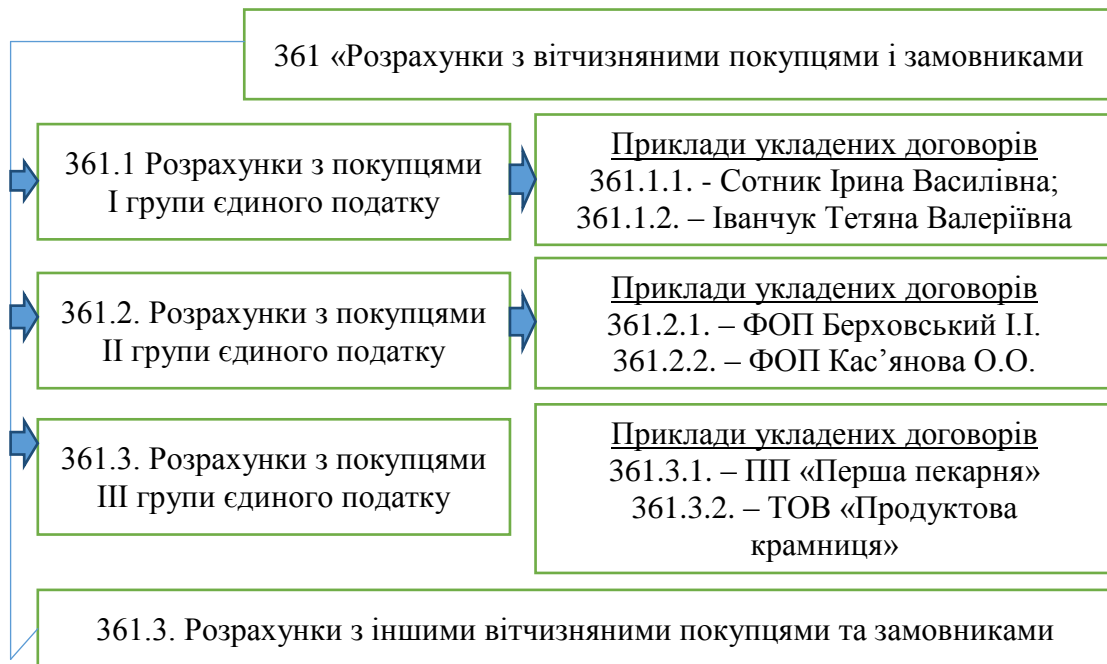 361 «Розрахунки з вітчизняними покупцями і замовниками
361.1 Розрахунки з покупцями
І групи єдиного податку
Приклади укладених договорів
361.1.1. - Сотник Ірина Василівна;
361.1.2. – Іванчук Тетяна Валеріївна
361.2. Розрахунки з покупцями
ІІ групи єдиного податку
Приклади укладених договорів
361.2.1. – ФОП Берховський І.І.
361.2.2. – ФОП Кас’янова О.О.
361.3. Розрахунки з покупцями
ІІІ групи єдиного податку
Приклади укладених договорів
361.3.1. – ПП «Перша пекарня»
361.3.2. – ТОВ «Продуктова
крамниця»
361.3. Розрахунки з іншими вітчизняними покупцями та замовниками